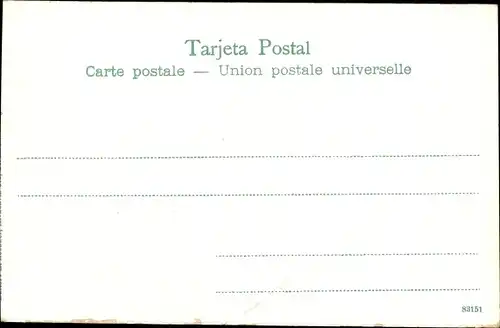 Tarjeta Postal
Carte postale — Union postale universelle
83151